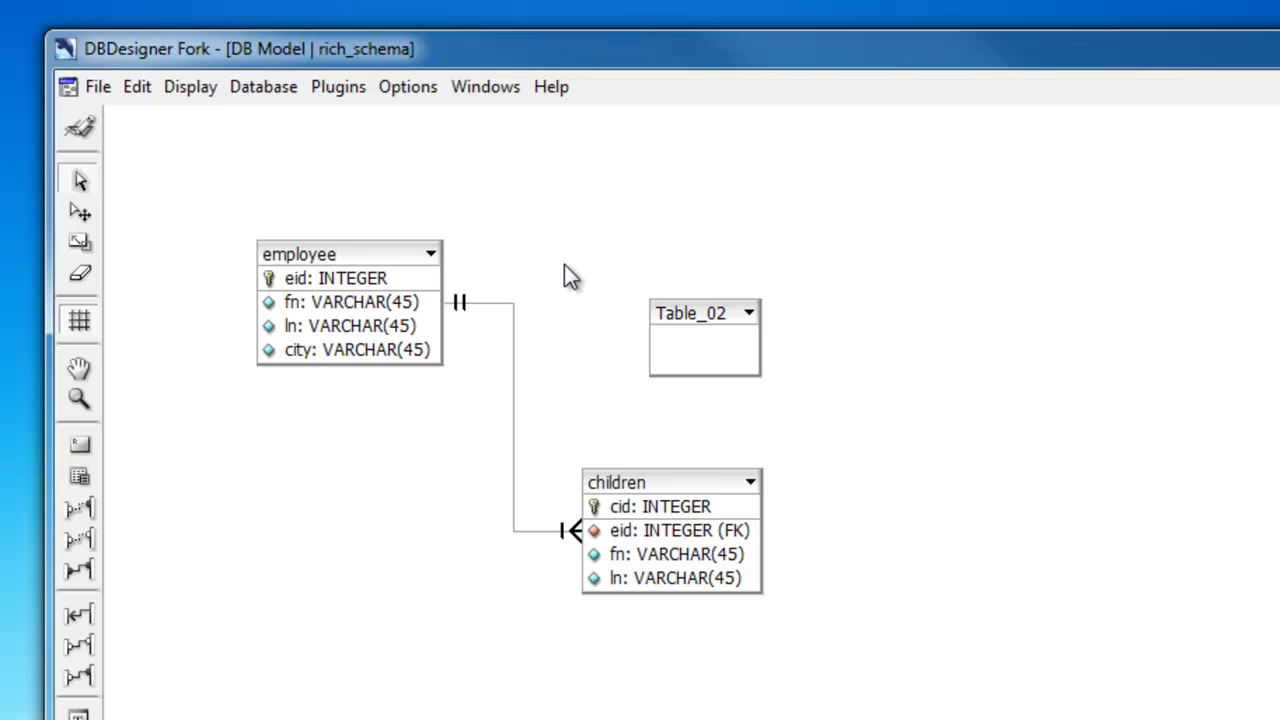 DBDesigner Fork - [DB Model | rich_schema]
File Edit Display Database Plugins Options Windows Help
employee
eid: INTEGER
fn: VARCHAR(45)
ln: VARCHAR(45)
city: VARCHAR(45)
Table_02
children
cid: INTEGER
eid: INTEGER (FK)
fn: VARCHAR(45)
ln: VARCHAR(45)